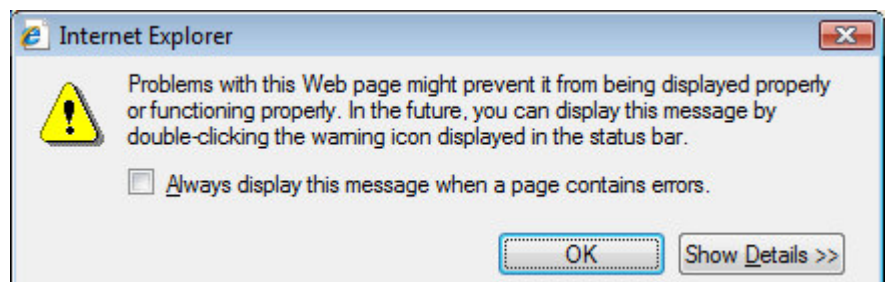 Internet Explorer
Problems with this Web page might prevent it from being displayed properly
or functioning properly. In the future, you can display this message by
double-clicking the warning icon displayed in the status bar.
Always display this message when a page contains errors.
OK
Show Details >>